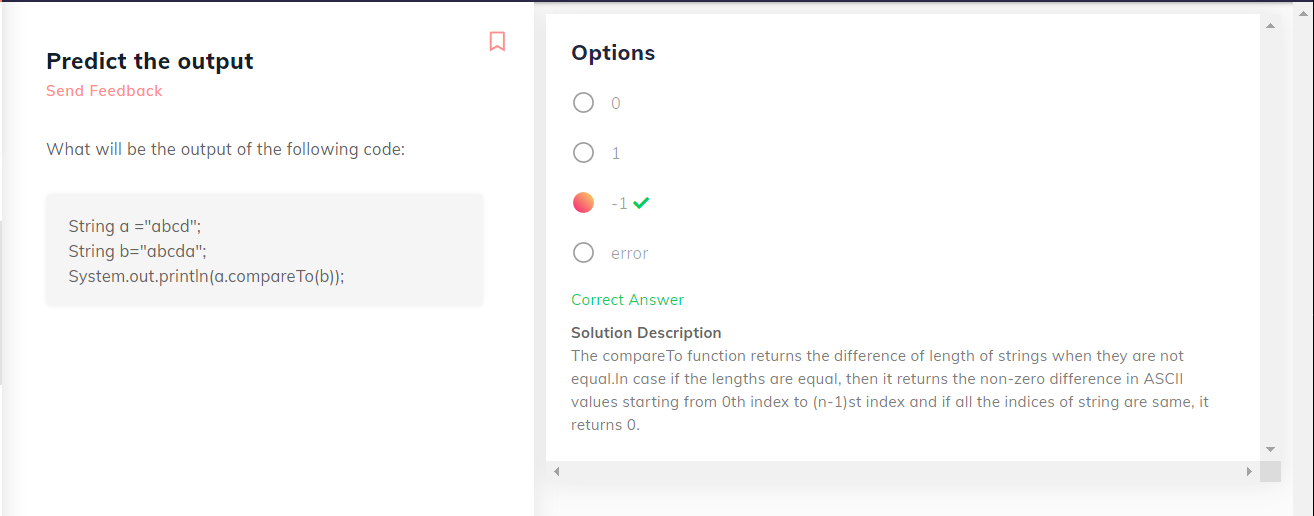 Predict the output
Send Feedback
What will be the output of the following code:
String a ="abcd";
String b="abcda";
System.out.println(a.compareTo(b));
Options
0
1
-1
error
Correct Answer
Solution Description
The compareTo function returns the difference of length of strings when they are not
equal.In case if the lengths are equal, then it returns the non-zero difference in ASCII
values starting from 0th index to (n-1)st index and if all the indices of string are same, it
returns 0.